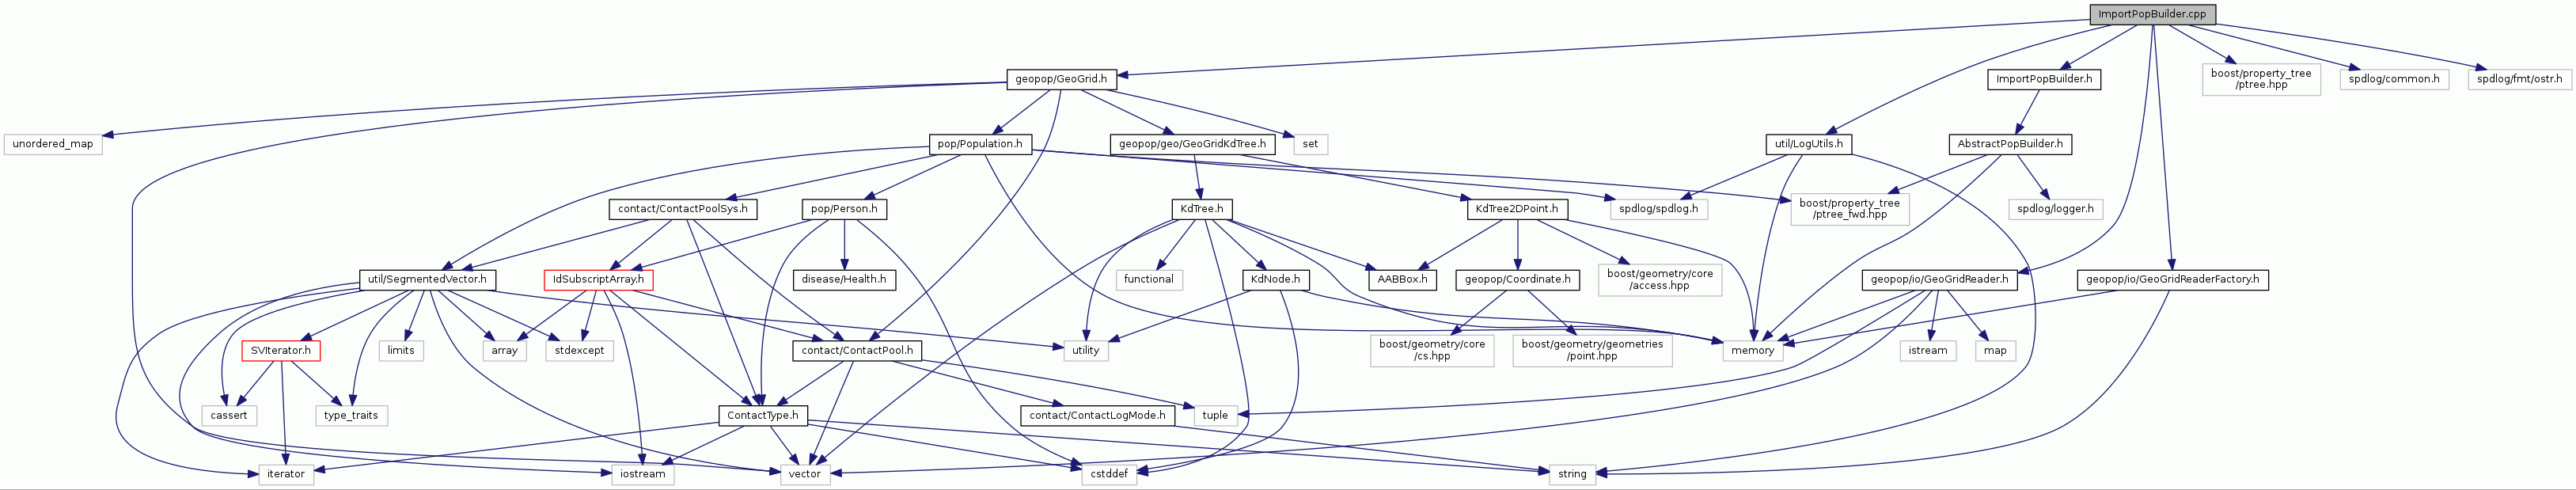 ImportPopBuilder.cpp
geopop/GeoGrid.h
ImportPopBuilder.h
boost/property_tree
/ptree.hpp
spdlog/common.h
spdlog/fmt/ostr.h
unordered_map
pop/Population.h
geopop/geo/GeoGridKdTree.h
set
util/LogUtils.h
AbstractPopBuilder.h
contact/ContactPoolSys.h
pop/Person.h
KdTree.h
KdTree2DPoint.h
spdlog/spdlog.h
boost/property_tree
/ptree_fwd.hpp
spdlog/logger.h
util/SegmentedVector.h
IdSubscriptArray.h
disease/Health.h
functional
KdNode.h
AABBox.h
geopop/Coordinate.h
boost/geometry/core
/access.hpp
geopop/io/GeoGridReader.h
geopop/io/GeoGridReaderFactory.h
SVIterator.h
limits
array
stdexcept
contact/ContactPool.h
utility
boost/geometry/core
/cs.hpp
boost/geometry/geometries
/point.hpp
memory
istream
map
cassert
type_traits
ContactType.h
contact/ContactLogMode.h
tuple
iterator
iostream
vector
cstddef
string